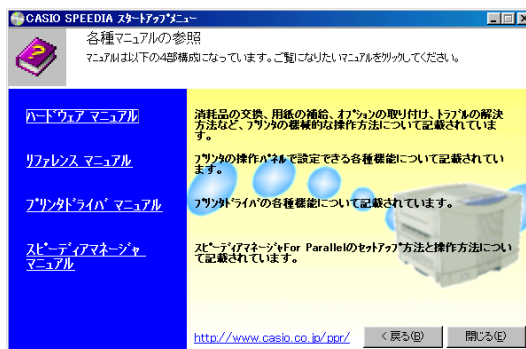 CASIO SPEEDIA ｽﾀｰﾄｱｯﾌﾟﾒﾆｭｰ
各種マニュアルの参照
ﾏﾆｭｱﾙは以下の4部構成になっています。ご覧になりたいﾏﾆｭｱﾙをｸﾘｯｸしてください。
ﾊｰﾄﾞｳｪｱ ﾏﾆｭｱﾙ
消耗品の交換、用紙の補給、ｵﾌﾟｼｮﾝの取り付け、ﾄﾗﾌﾞﾙの解決
方法など、ﾌﾟﾘﾝﾀの機械的な操作方法について記載されていま
す。
ﾘﾌｧﾚﾝｽ ﾏﾆｭｱﾙ
ﾌﾟﾘﾝﾀの操作ﾊﾟﾈﾙで設定できる各種機能について記載されてい
ます。
ﾌﾟﾘﾝﾀﾄﾞﾗｲﾊﾞ ﾏﾆｭｱﾙ
ﾌﾟﾘﾝﾀﾄﾞﾗｲﾊﾞの各種機能について記載されています。
ｽﾋﾟｰﾃﾞｨｱﾏﾈｰｼﾞｬ
ﾏﾆｭｱﾙ
ｽﾋﾟｰﾃﾞｨｱﾏﾈｰｼﾞｬFor Parallelのｾｯﾄｱｯﾌﾟ方法と操作方法につい
て記載されています。
http://www.casio.co.jp/ppr/
< 戻る(B)
閉じる(E)